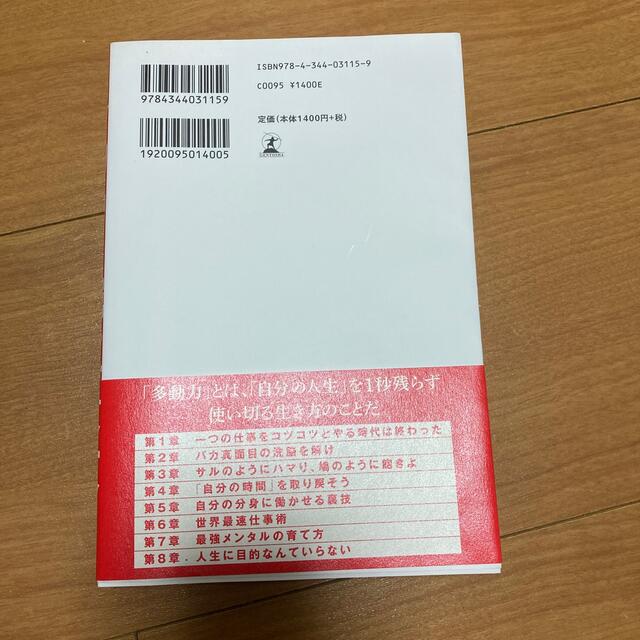 ISBN978-4-344-03115-9
C0095 ¥1400E
定価(本体1400円+税)
GENTOSHA
9784344031159
1920095014005
「多動力」とは、「自分の人生」を1秒残らず
使い切る生き方のことだ
第1章 一つの仕事をコツコツとやる時代は終わった
第2章 バカ真面目の洗脳を解け
第3章 サルのようにハマり、鳩のように飽きよ
第4章 「自分の時間」を取り戻そう
第5章 自分の分身に働かせる裏技
第6章 世界最速仕事術
第7章 最強メンタルの育て方
第8章 人生に目的なんていらない